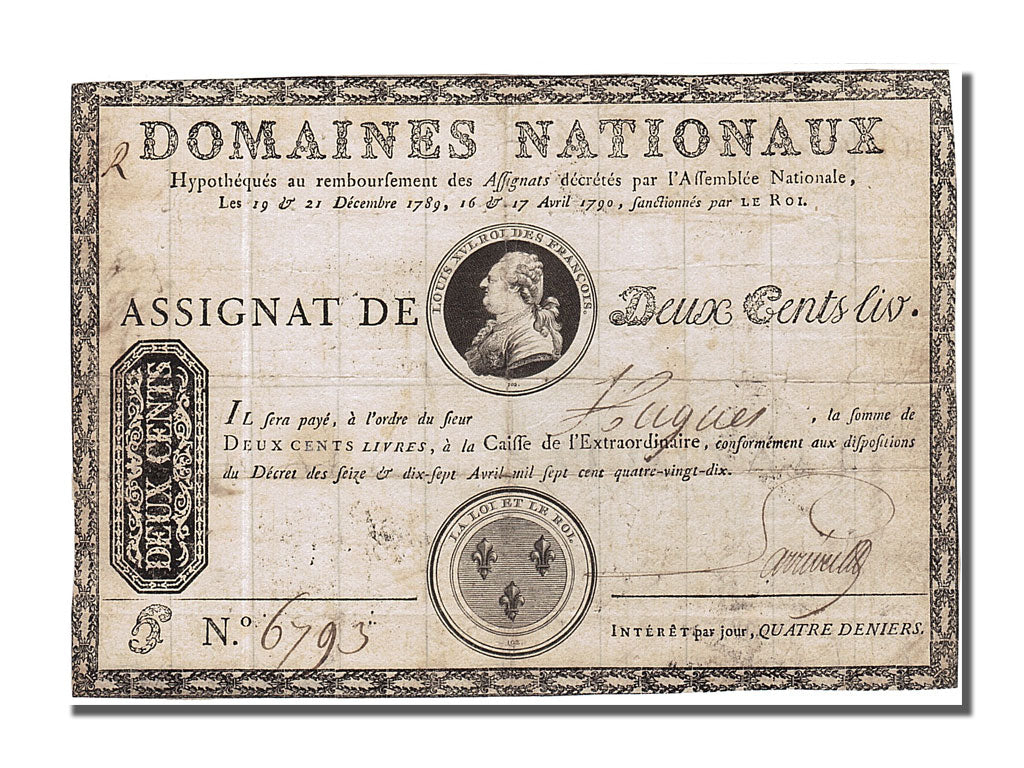 DOMAINES NATIONAUX
R
Hypothéqués au rembourſement des Aſſignats décrétés par l'Aſſemblée Nationale,
Les 19 & 21 Décembre 1789, 16 & 17 Avril 1790, ſanctionnés par LE ROI.
LOUIS XVI. ROI DES FRANÇOIS.
ASSIGNAT DE Deux Cents liv.
DEUX CENTS
IL ſera payé, à l'ordre du ſieur Hugues, la ſomme de
DEUX CENTS LIVRES, à la Caiſſe de l'Extraordinaire, conformément aux diſpoſitions
du Décret des ſeize & dix-ſept Avril mil ſept cent quatre-vingt-dix.
LA LOI ET LE ROI.
N.º 6793
INTÉRÊT par jour, QUATRE DENIERS.